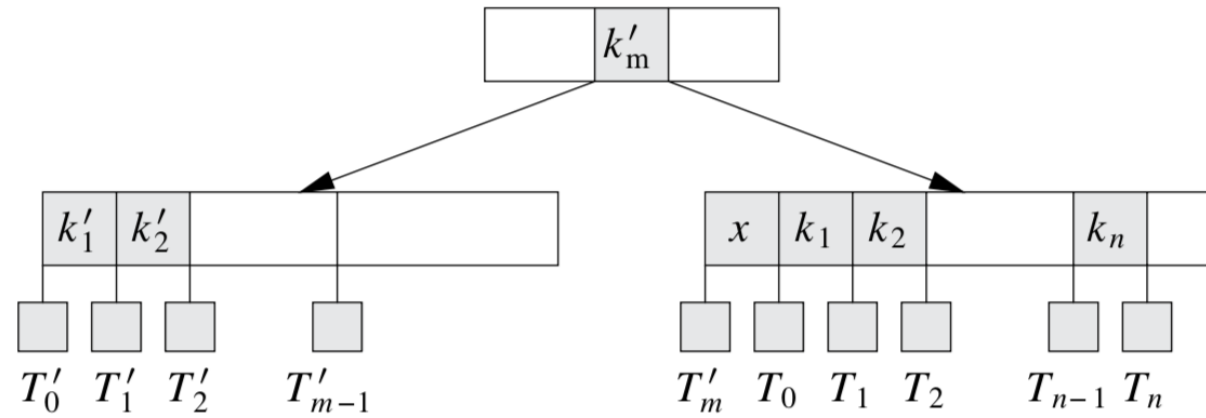 k′m
k′1 k′2 x k1 k2 kn
T′0 T′1 T′2 T′m−1 T′m T0 T1 T2 Tn−1 Tn